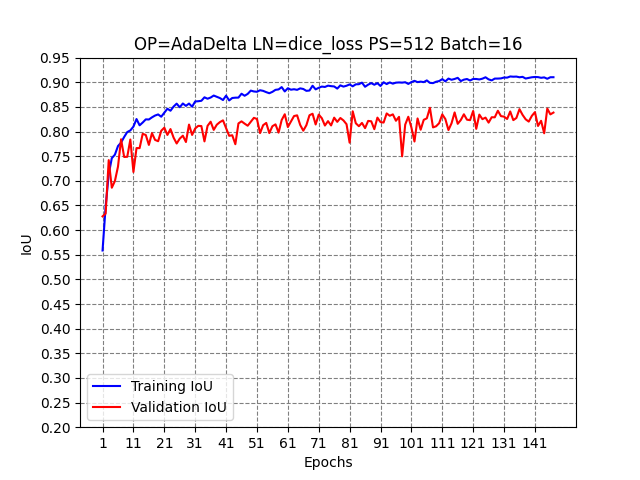 OP=AdaDelta LN=dice_loss PS=512 Batch=16
0.95
0.90
0.85
0.80
0.75
0.70
0.65
0.60
0.55
0.50
0.45
0.40
0.35
0.30
0.25
0.20
IoU
Training IoU
Validation IoU
1 11 21 31 41 51 61 71 81 91 101 111 121 131 141
Epochs